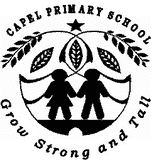 CAPEL PRIMARY SCHOOL
Grow Strong and Tall